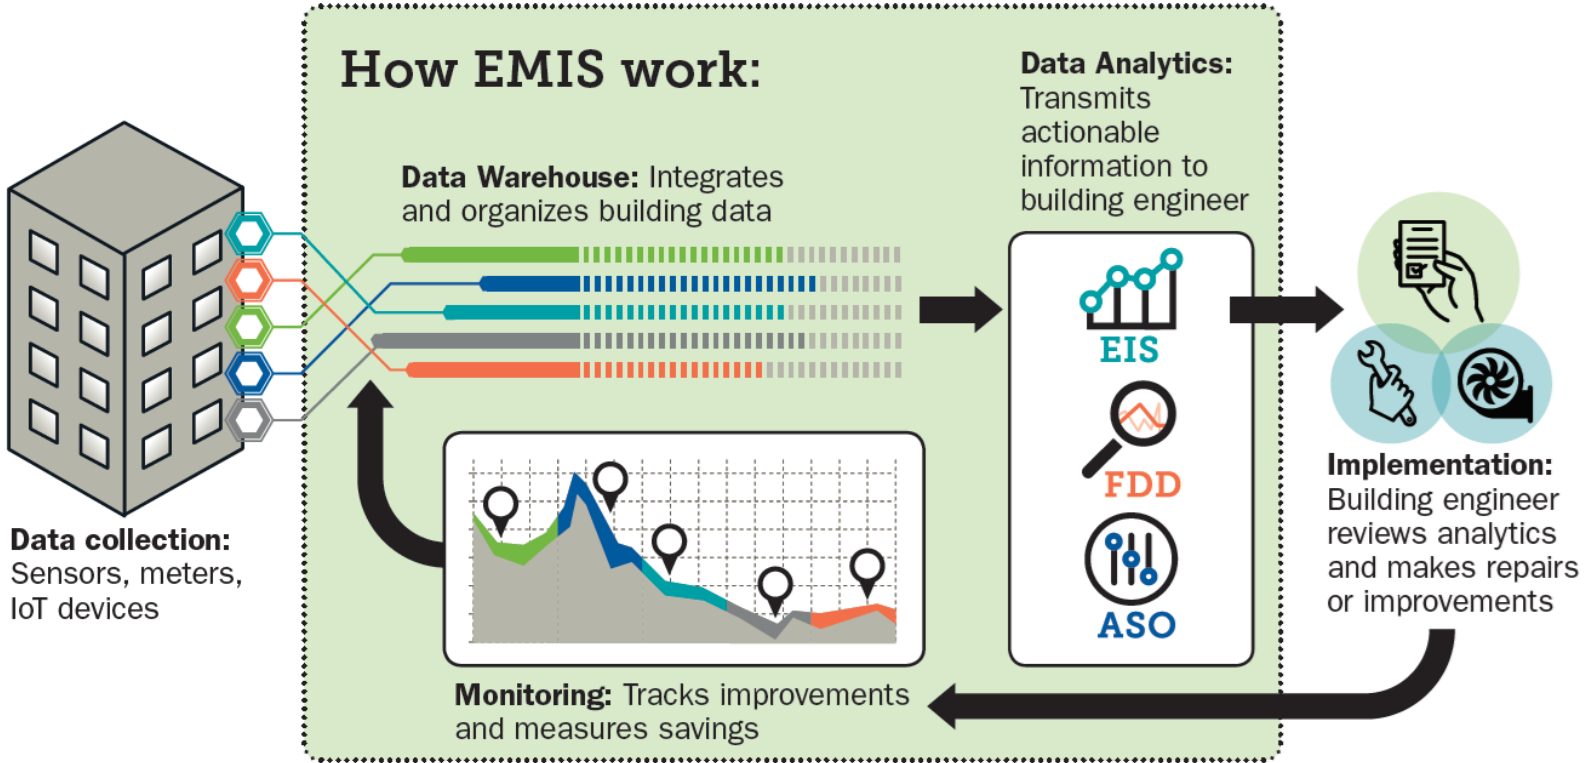 How EMIS work:
Data Warehouse: Integrates
and organizes building data
Data Analytics:
Transmits
actionable
information to
building engineer
EIS
FDD
ASO
Data collection:
Sensors, meters,
IoT devices
Implementation:
Building engineer
reviews analytics
and makes repairs
or improvements
Monitoring: Tracks improvements
and measures savings